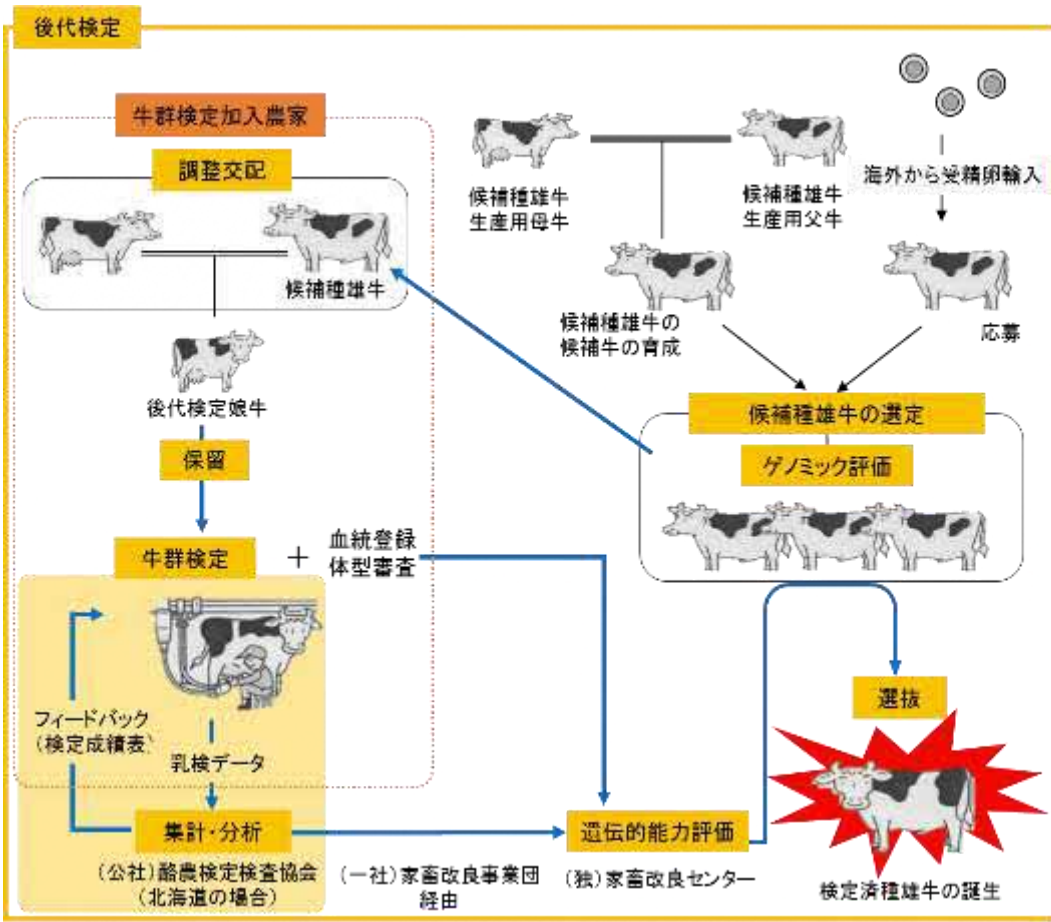 後代検定
牛群検定加入農家
調整交配
候補種雄牛
後代検定娘牛
保留
牛群検定
+
血統登録
体型審査
フィードバック
(検定成績表)
乳検データ
集計・分析
(公社)酪農検定検査協会
(北海道の場合)
(一社)家畜改良事業団
経由
候補種雄牛
生産用母牛
候補種雄牛
生産用父牛
海外から受精卵輸入
候補種雄牛の
候補牛の育成
応募
候補種雄牛の選定
ゲノミック評価
遺伝的能力評価
(独)家畜改良センター
選抜
検定済種雄牛の誕生